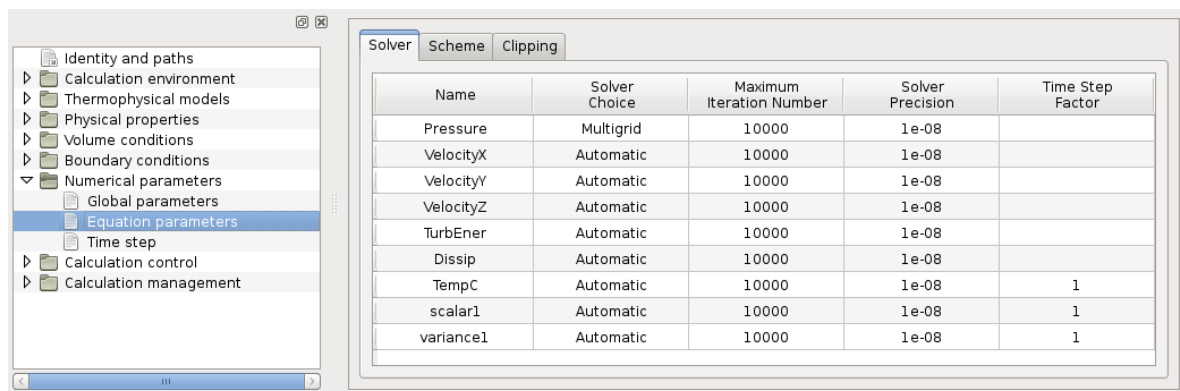 Identity and paths
Calculation environment
Thermophysical models
Physical properties
Volume conditions
Boundary conditions
Numerical parameters
Global parameters
Equation parameters
Time step
Calculation control
Calculation management
Solver Scheme Clipping
Name Solver Choice Maximum Iteration Number Solver Precision Time Step Factor
Pressure Multigrid 10000 1e-08
VelocityX Automatic 10000 1e-08
VelocityY Automatic 10000 1e-08
VelocityZ Automatic 10000 1e-08
TurbEner Automatic 10000 1e-08
Dissip Automatic 10000 1e-08
TempC Automatic 10000 1e-08 1
scalar1 Automatic 10000 1e-08 1
variance1 Automatic 10000 1e-08 1